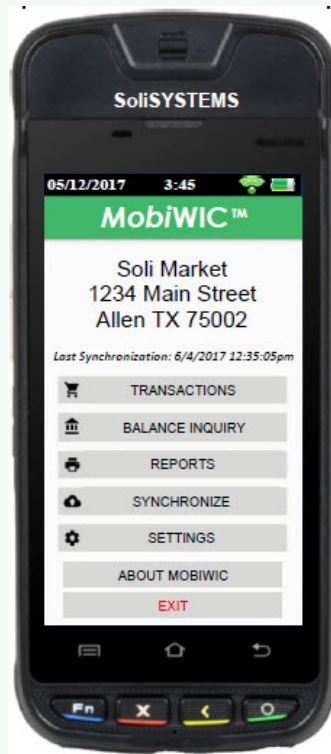 SoliSYSTEMS
05/12/2017 3:45
MobiWIC™
Soli Market
1234 Main Street
Allen TX 75002
Last Synchronization: 6/4/2017 12:35:05pm
TRANSACTIONS
BALANCE INQUIRY
REPORTS
SYNCHRONIZE
SETTINGS
ABOUT MOBIWIC
EXIT
Fn X < O